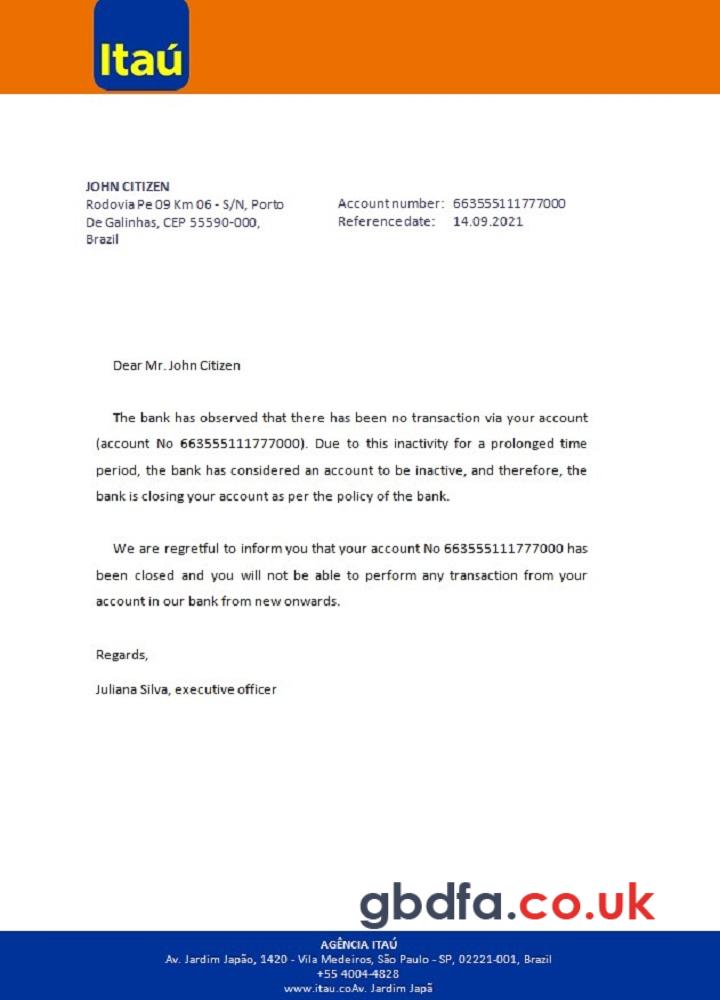 Itaú
JOHN CITIZEN
Rodovia Pe 09 Km 06 - S/N, Porto
De Galinhas, CEP 55590-000,
Brazil
Account number: 663555111777000
Reference date: 14.09.2021
Dear Mr. John Citizen
The bank has observed that there has been no transaction via your account
(account No 663555111777000). Due to this inactivity for a prolonged time
period, the bank has considered an account to be inactive, and therefore, the
bank is closing your account as per the policy of the bank.
We are regretful to inform you that your account No 663555111777000 has
been closed and you will not be able to perform any transaction from your
account in our bank from new onwards.
Regards,
Juliana Silva, executive officer
gbdfa.co.uk
AGÊNCIA ITAÚ
Av. Jardim Japão, 1420 - Vila Medeiros, São Paulo - SP, 02221-001, Brazil
+55 4004-4828
www.itau.coAv. Jardim Japã